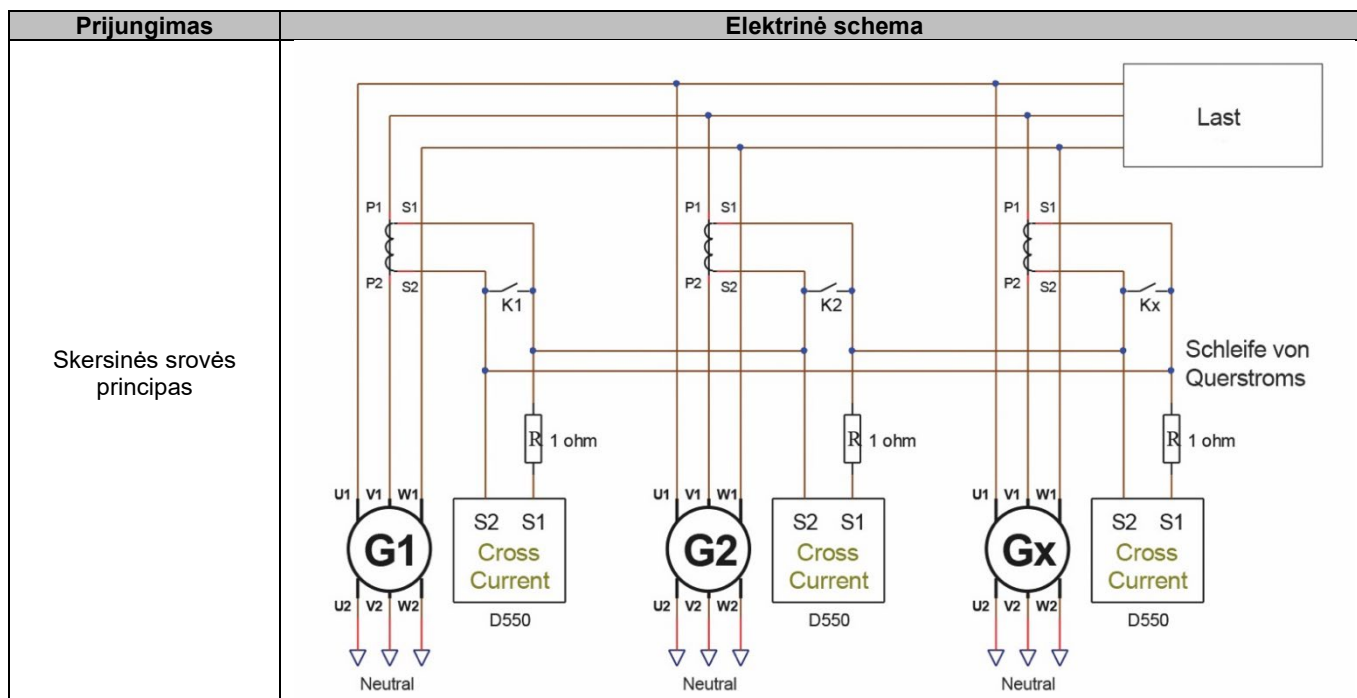 Prijungimas Elektrinė schema
Skersinės srovės
principas
Last
P1 S1 P1 S1 P1 S1
P2 S2 P2 S2 P2 S2
K1 K2 Kx
Schleife von
Querstroms
R 1 ohm R 1 ohm R 1 ohm
U1 V1 W1 U1 V1 W1 U1 V1 W1
S2 S1 S2 S1 S2 S1
G1 Cross G2 Cross Gx Cross
Current Current Current
U2 V2 W2 U2 V2 W2 U2 V2 W2
D550 D550 D550
Neutral Neutral Neutral